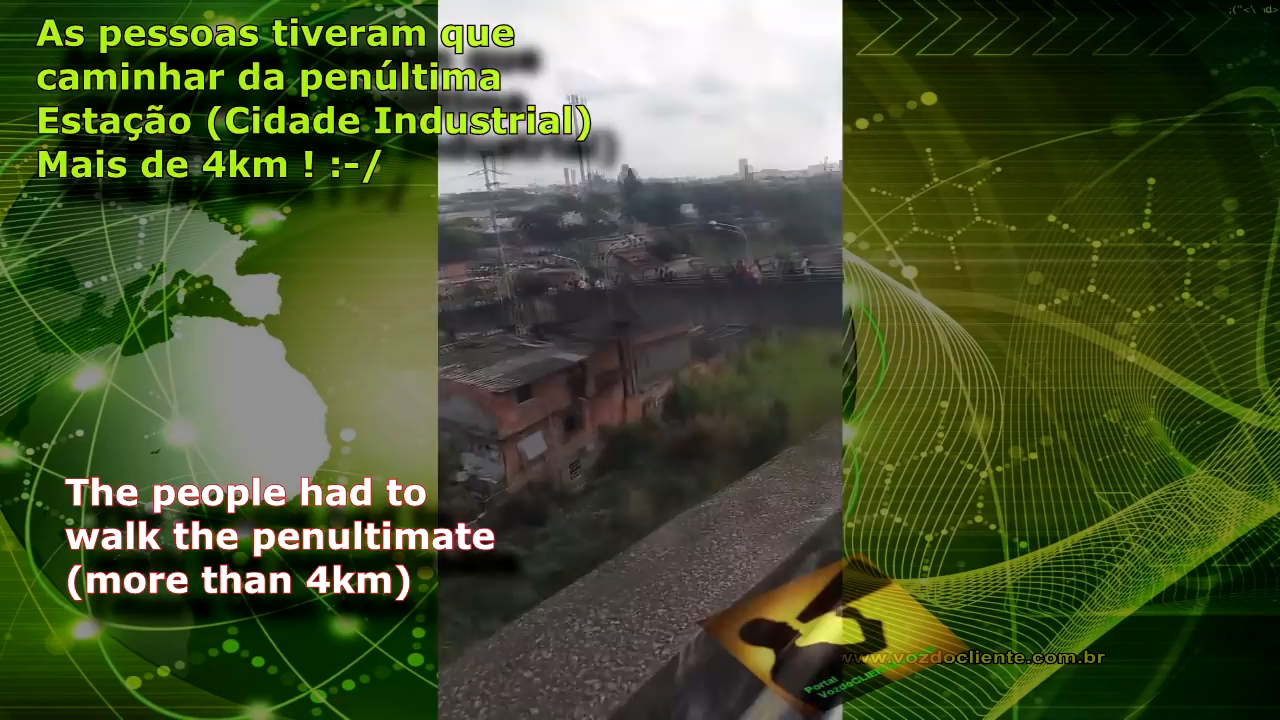 As pessoas tiveram que
caminhar da penúltima
Estação (Cidade Industrial)
Mais de 4km ! :-/
The people had to
walk the penultimate
(more than 4km)
www.vozdocliente.com.br
Portal